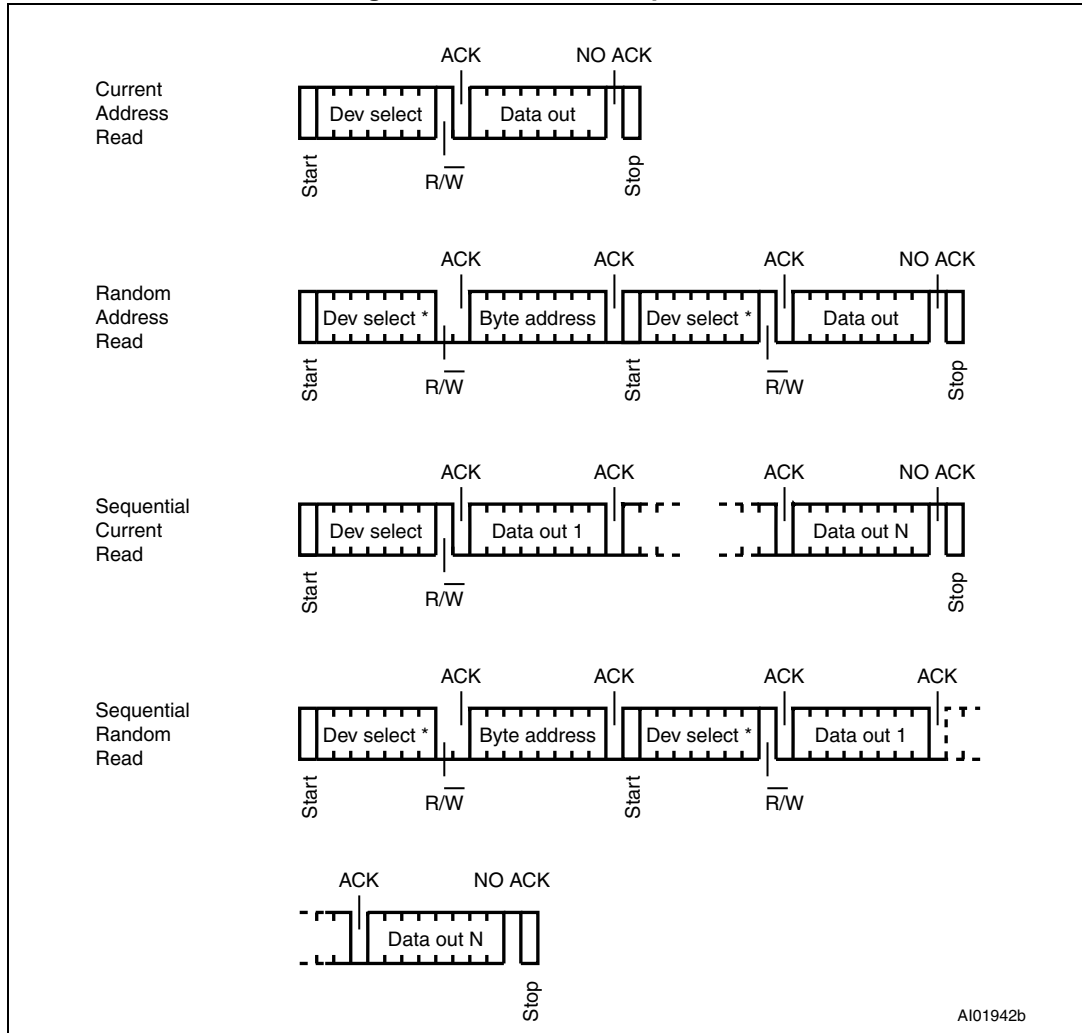 ACK NO ACK
Current
Address
Read
Dev select Data out
Start R/W Stop
ACK ACK ACK NO ACK
Random
Address
Read
Dev select * Byte address Dev select * Data out
Start R/W Start R/W Stop
ACK ACK ACK NO ACK
Sequential
Current
Read
Dev select Data out 1 Data out N
Start R/W Stop
ACK ACK ACK ACK
Sequential
Random
Read
Dev select * Byte address Dev select * Data out 1
Start R/W Start R/W
ACK NO ACK
Data out N
Stop
AI01942b